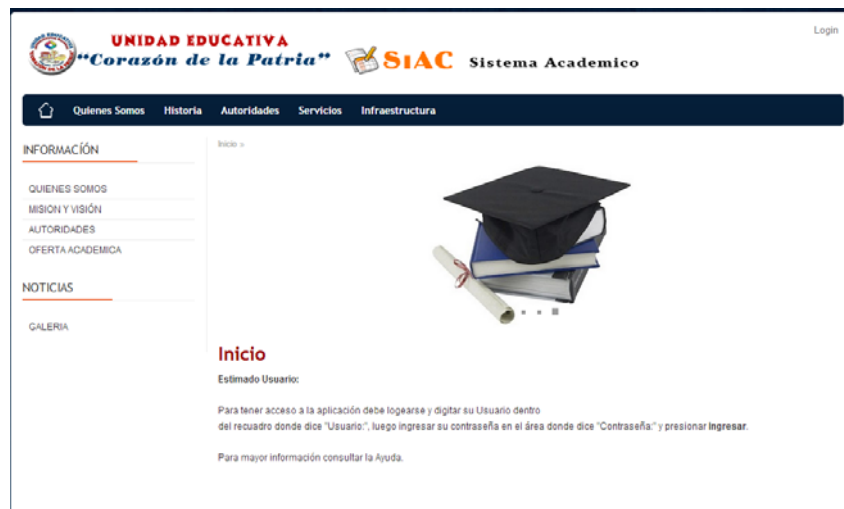 Login
UNIDAD EDUCATIVA
"Corazón de la Patria"
SIAC Sistema Academico
Quienes Somos Historia Autoridades Servicios Infraestructura
INFORMACÍÓN
QUIENES SOMOS
MISION Y VISIÓN
AUTORIDADES
OFERTA ACADEMICA
NOTICIAS
GALERIA
Inicio »
Inicio
Estimado Usuario:
Para tener acceso a la aplicación debe logearse y digitar su Usuario dentro
del recuadro donde dice "Usuario:", luego ingresar su contraseña en el área donde dice "Contraseña:" y presionar ingresar.
Para mayor información consultar la Ayuda.